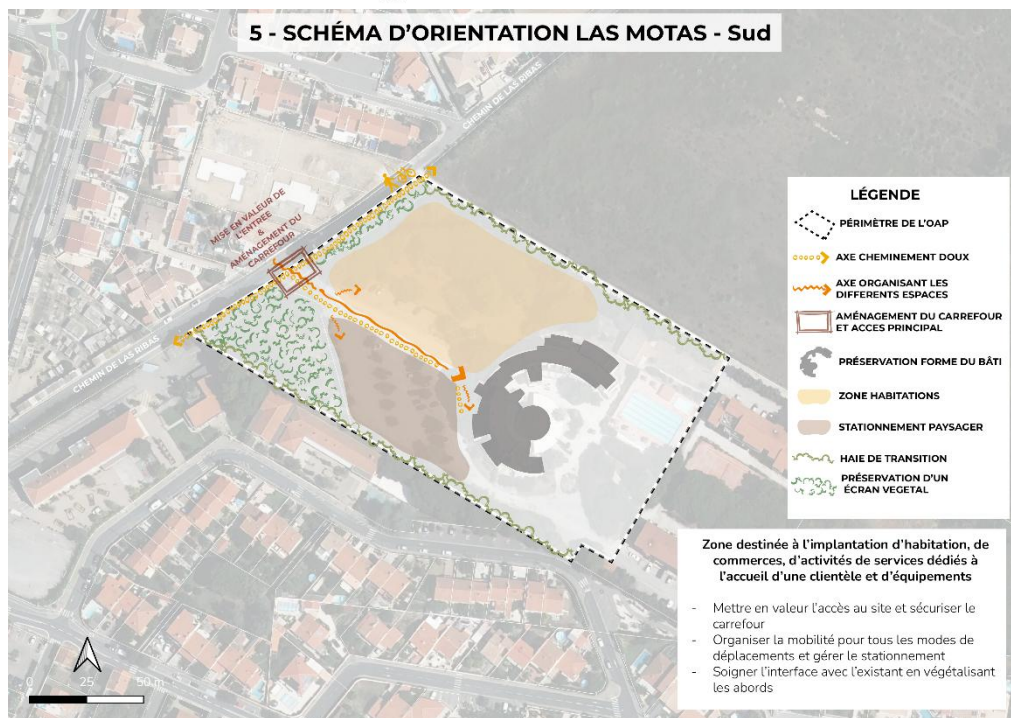 5 - SCHÉMA D'ORIENTATION LAS MOTAS - Sud
CHEMIN DE LAS RIBAS
MISE EN VALEUR DE
L'ENTREE
&
AMÉNAGEMENT DU
CARREFOUR
CHEMIN DE LAS RIBAS
LÉGENDE
PÉRIMÈTRE DE L'OAP
AXE CHEMINEMENT DOUX
AXE ORGANISANT LES
DIFFERENTS ESPACES
AMÉNAGEMENT DU CARREFOUR
ET ACCES PRINCIPAL
PRÉSERVATION FORME DU BÂTI
ZONE HABITATIONS
STATIONNEMENT PAYSAGER
HAIE DE TRANSITION
PRÉSERVATION D'UN
ÉCRAN VEGETAL
Zone destinée à l'implantation d'habitation, de
commerces, d'activités de services dédiés à
l'accueil d'une clientèle et d'équipements
- Mettre en valeur l'accès au site et sécuriser le
carrefour
- Organiser la mobilité pour tous les modes de
déplacements et gérer le stationnement
- Soigner l'interface avec l'existant en végétalisant
les abords
0 25 50 m